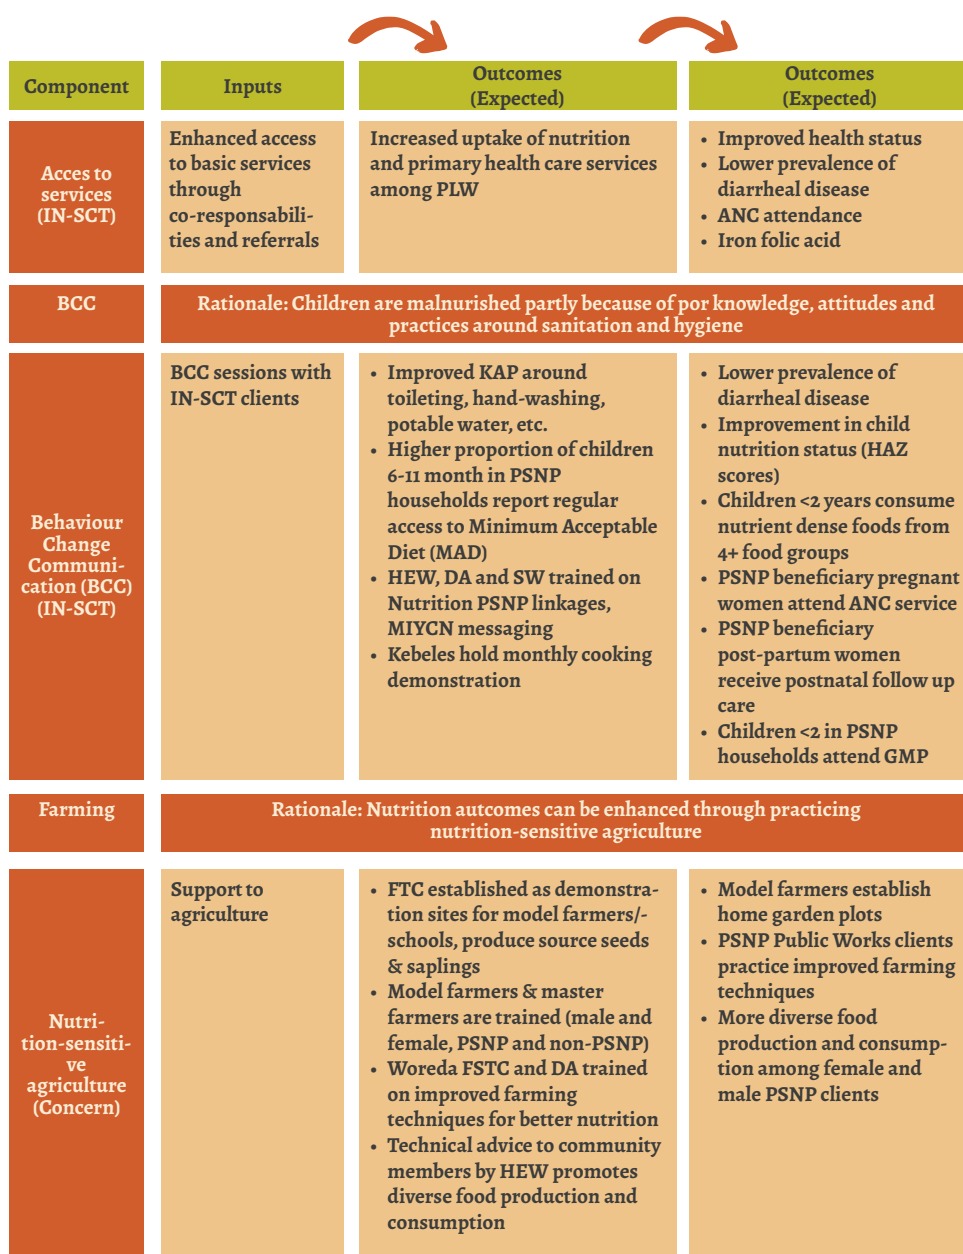 Component
Inputs
Outcomes
(Expected)
Outcomes
(Expected)
Acces to
services
(IN-SCT)
Enhanced access
to basic services
through
co-responsabili-
ties and referrals
Increased uptake of nutrition
and primary health care services
among PLW
• Improved health status
• Lower prevalence of
diarrheal disease
• ANC attendance
• Iron folic acid
BCC
Rationale: Children are malnurished partly because of por knowledge, attitudes and
practices around sanitation and hygiene
Behaviour
Change
Communi-
cation (BCC)
(IN-SCT)
BCC sessions with
IN-SCT clients
• Improved KAP around
toileting, hand-washing,
potable water, etc.
• Higher proportion of children
6-11 month in PSNP
households report regular
access to Minimum Acceptable
Diet (MAD)
• HEW, DA and SW trained on
Nutrition PSNP linkages,
MIYCN messaging
• Kebeles hold monthly cooking
demonstration
• Lower prevalence of
diarrheal disease
• Improvement in child
nutrition status (HAZ
scores)
• Children <2 years consume
nutrient dense foods from
4+ food groups
• PSNP beneficiary pregnant
women attend ANC service
• PSNP beneficiary
post-partum women
receive postnatal follow up
care
• Children <2 in PSNP
households attend GMP
Farming
Rationale: Nutrition autcomes can be enhanced through practicing
nutrition-sensitive agriculture
Nutri-
tion-sensiti-
ve
agriculture
(Concern)
Support to
agriculture
• FTC established as demonstra-
tion sites for model farmers/-
schools, produce source seeds
& saplings
• Model farmers & master
farmers are trained (male and
female, PSNP and non-PSNP)
• Woreda FSTC and DA trained
on improved farming
techniques for better nutrition
• Technical advice to community
members by HEW promotes
diverse food production and
consumption
• Model farmers establish
home garden plots
• PSNP Public Works clients
practice improved farming
techniques
• More diverse food
production and consump-
tion among female and
male PSNP clients